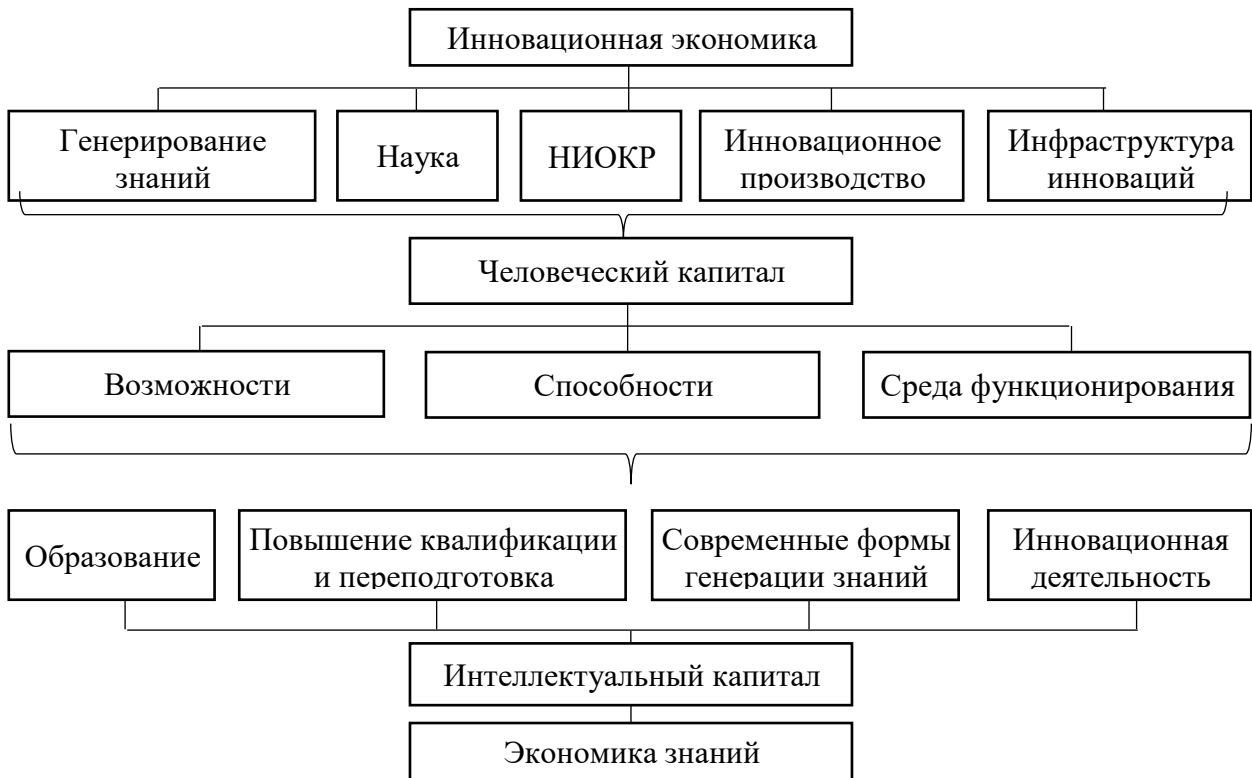 Инновационная экономика
Генерирование
знаний
Наука
НИОКР
Инновационное
производство
Инфраструктура
инноваций
Человеческий капитал
Возможности
Способности
Среда функционирования
Образование
Повышение квалификации
и переподготовка
Современные формы
генерации знаний
Инновационная
деятельность
Интеллектуальный капитал
Экономика знаний